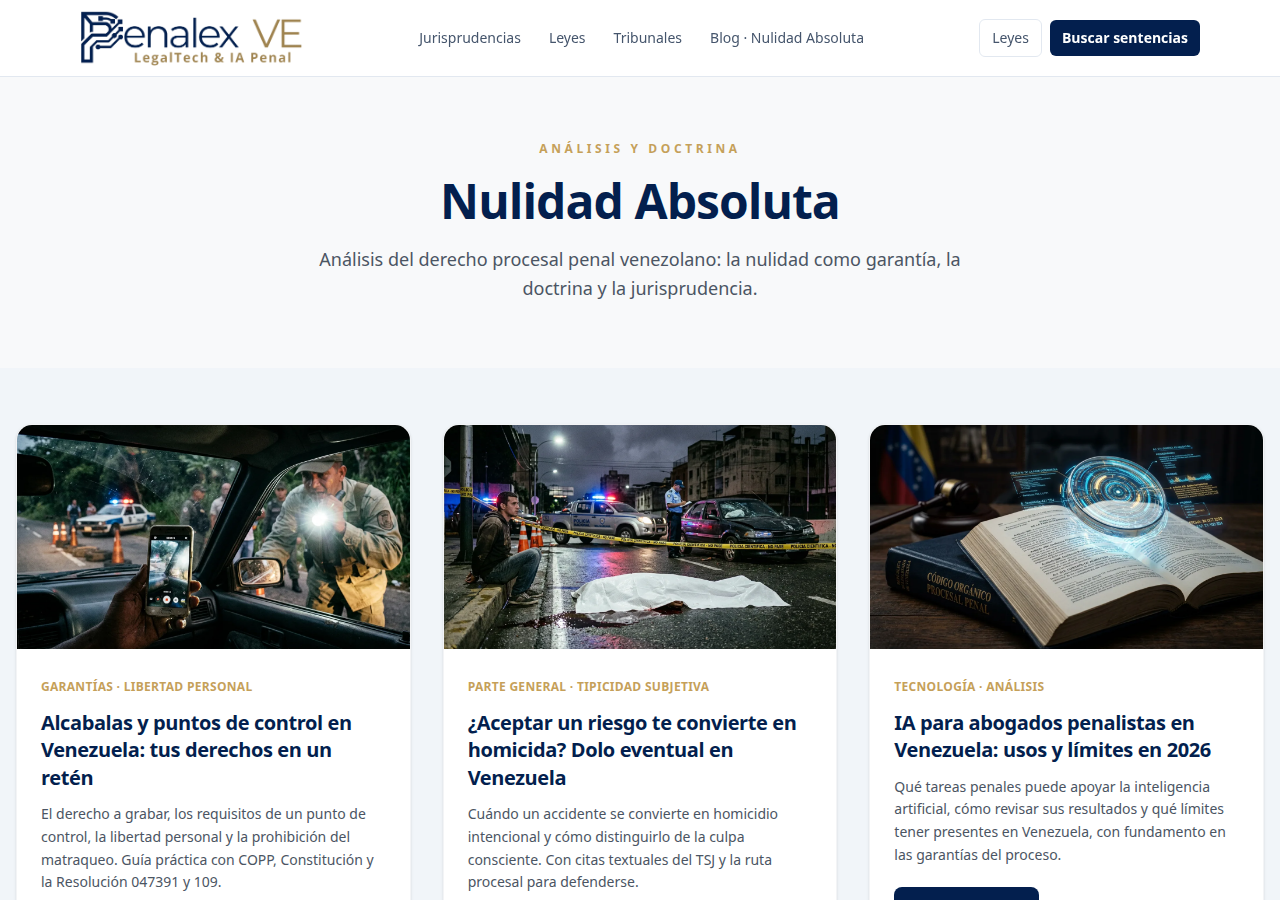 Penalex VE
LegalTech & IA Penal
Jurisprudencias
Leyes
Tribunales
Blog · Nulidad Absoluta
Leyes
Buscar sentencias
ANÁLISIS Y DOCTRINA
Nulidad Absoluta
Análisis del derecho procesal penal venezolano: la nulidad como garantía, la
doctrina y la jurisprudencia.
GARANTÍAS · LIBERTAD PERSONAL
Alcabalas y puntos de control en
Venezuela: tus derechos en un
retén
El derecho a grabar, los requisitos de un punto de
control, la libertad personal y la prohibición del
matraqueo. Guía práctica con COPP, Constitución y
la Resolución 047391 y 109.
PARTE GENERAL · TIPICIDAD SUBJETIVA
¿Aceptar un riesgo te convierte en
homicida? Dolo eventual en
Venezuela
Cuándo un accidente se convierte en homicidio
intencional y cómo distinguirlo de la culpa
consciente. Con citas textuales del TSJ y la ruta
procesal para defenderse.
CÓDIGO ORGÁNICO
PROCESAL PENAL
TECNOLOGÍA · ANÁLISIS
IA para abogados penalistas en
Venezuela: usos y límites en 2026
Qué tareas penales puede apoyar la inteligencia
artificial, cómo revisar sus resultados y qué límites
tener presentes en Venezuela, con fundamento en
las garantías del proceso.